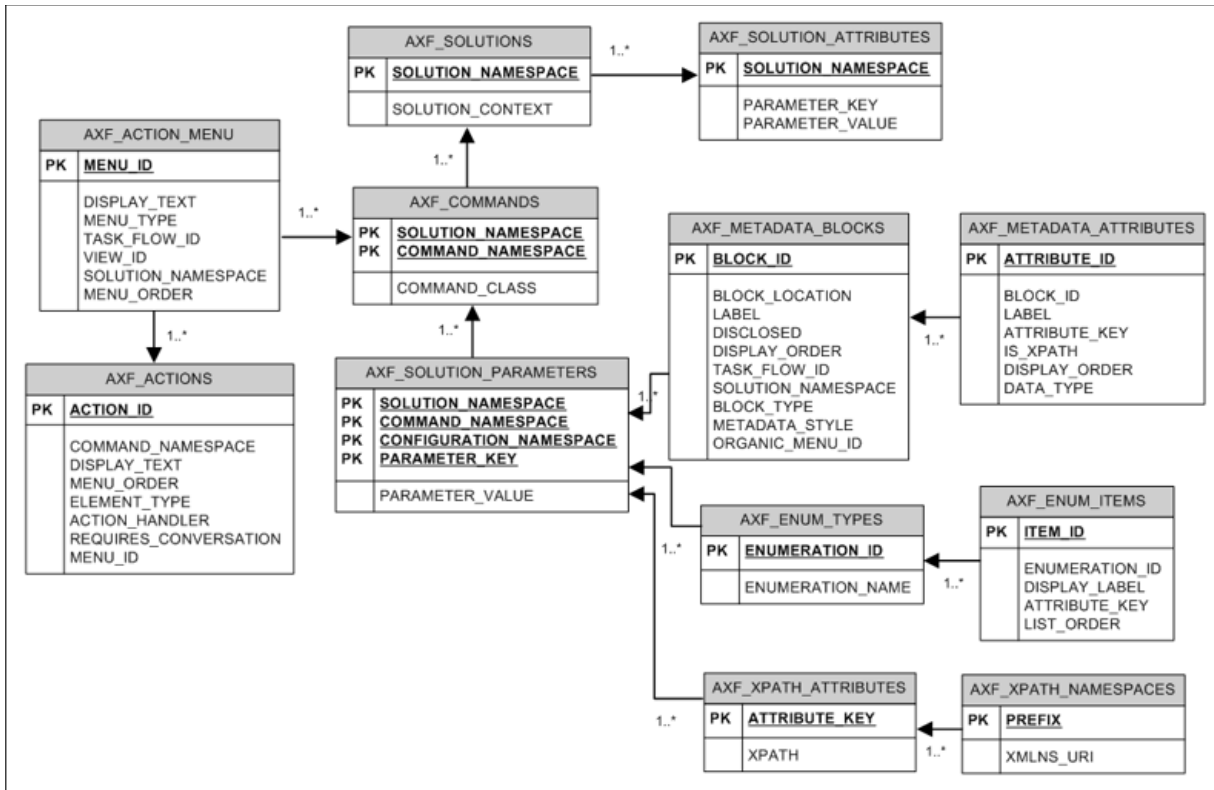 AXF_SOLUTIONS
PK SOLUTION_NAMESPACE
SOLUTION_CONTEXT
1..*
AXF_SOLUTION_ATTRIBUTES
PK SOLUTION_NAMESPACE
PARAMETER_KEY
PARAMETER_VALUE
1..*
AXF_ACTION_MENU
PK MENU_ID
DISPLAY_TEXT
MENU_TYPE
TASK_FLOW_ID
VIEW_ID
SOLUTION_NAMESPACE
MENU_ORDER
1..*
AXF_COMMANDS
PK SOLUTION_NAMESPACE
PK COMMAND_NAMESPACE
COMMAND_CLASS
1..*
AXF_METADATA_BLOCKS
PK BLOCK_ID
BLOCK_LOCATION
LABEL
DISCLOSED
DISPLAY_ORDER
TASK_FLOW_ID
SOLUTION_NAMESPACE
BLOCK_TYPE
METADATA_STYLE
ORGANIC_MENU_ID
1..*
AXF_METADATA_ATTRIBUTES
PK ATTRIBUTE_ID
BLOCK_ID
LABEL
ATTRIBUTE_KEY
IS_XPATH
DISPLAY_ORDER
DATA_TYPE
1..*
AXF_ACTIONS
PK ACTION_ID
COMMAND_NAMESPACE
DISPLAY_TEXT
MENU_ORDER
ELEMENT_TYPE
ACTION_HANDLER
REQUIRES_CONVERSATION
MENU_ID
AXF_SOLUTION_PARAMETERS
PK SOLUTION_NAMESPACE
PK COMMAND_NAMESPACE
PK CONFIGURATION_NAMESPACE
PK PARAMETER_KEY
PARAMETER_VALUE
1..*
1..*
AXF_ENUM_TYPES
PK ENUMERATION_ID
ENUMERATION_NAME
1..*
AXF_ENUM_ITEMS
PK ITEM_ID
ENUMERATION_ID
DISPLAY_LABEL
ATTRIBUTE_KEY
LIST_ORDER
1..*
AXF_XPATH_ATTRIBUTES
PK ATTRIBUTE_KEY
XPATH
1..*
AXF_XPATH_NAMESPACES
PK PREFIX
XMLNS_URI